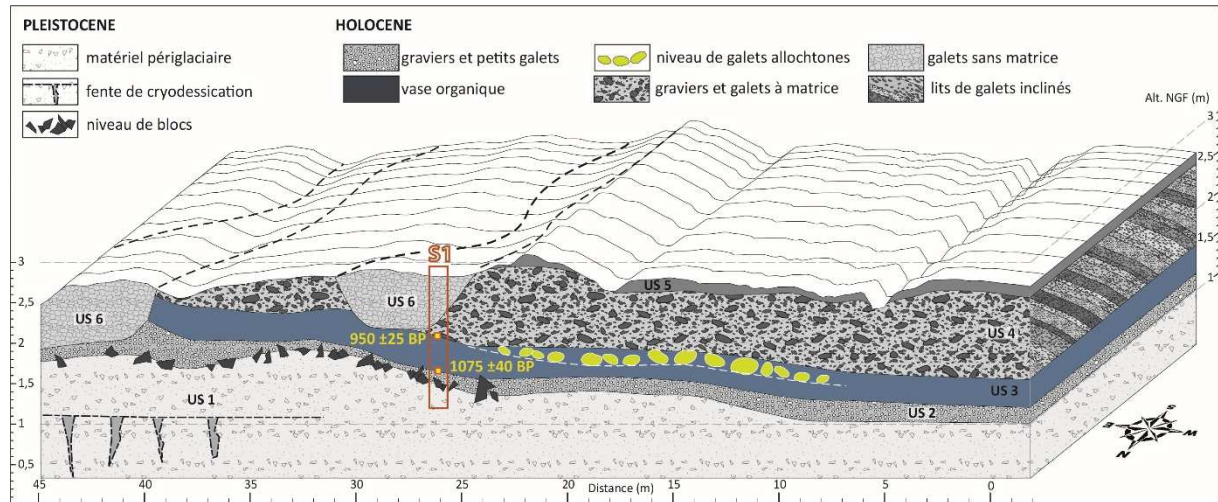 PLEISTOCENE
matériel périglaciaire
fente de cryodessication
niveau de blocs
HOLOCENE
graviers et petits galets
vase organique
niveau de galets allochtones
graviers et galets à matrice
galets sans matrice
lits de galets inclinés
Alt. NGF (m)
3
2,5
2
1,5
1
S1
3
2,5
2
1,5
1
0,5
US 6
US 6
US 5
US 4
950 ±25 BP
1075 ±40 BP
US 3
US 1
US 2
S
E
W
N
45 40 35 30 25 20 Distance (m) 15 10 5 0